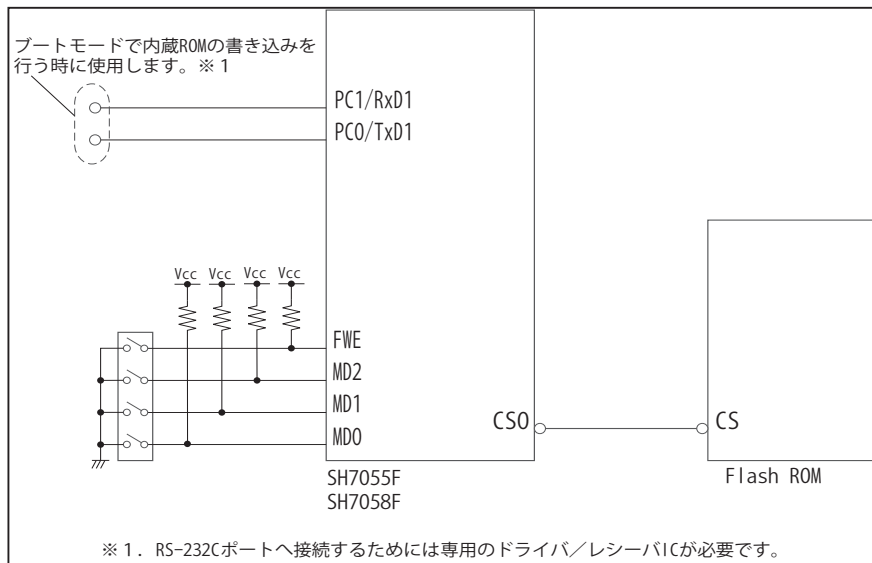 ブートモードで内蔵ROMの書き込みを
行う時に使用します。※1
PC1/RxD1
PC0/TxD1
Vcc Vcc Vcc Vcc
FWE
MD2
MD1
MD0
CS0
CS
SH7055F
SH7058F
Flash ROM
※1. RS-232Cポートへ接続するためには専用のドライバ/レシーバICが必要です。